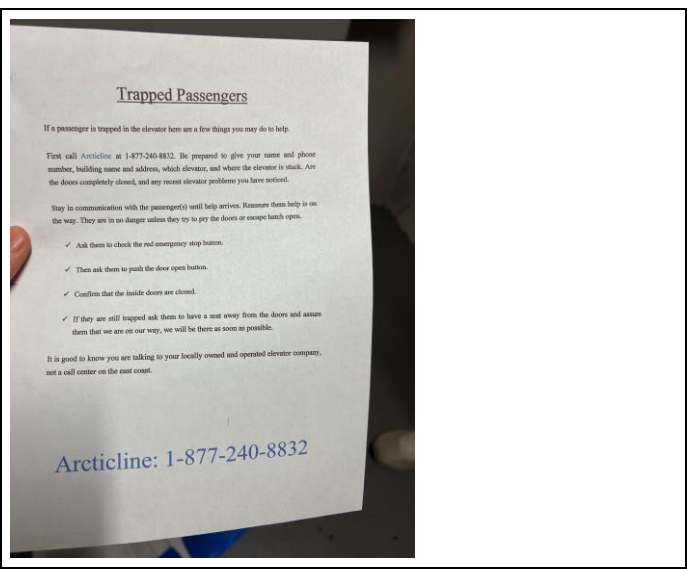 Trapped Passengers
If a passenger is trapped in the elevator here are a few things you may do to help.
First call Arcticline at 1-877-240-8832. Be prepared to give your name and phone
number, building name and address, which elevator, and where the elevator is stuck. Are
the doors completely closed, and any recent elevator problems you have noticed.
Stay in communication with the passenger(s) until help arrives. Reassure them help is on
the way. They are in no danger unless they try to pry the doors or escape hatch open.
✓ Ask them to check the red emergency stop button.
✓ Then ask them to push the door open button.
✓ Confirm that the inside doors are closed.
✓ If they are still trapped ask them to have a seat away from the doors and assure
them that we are on our way, we will be there as soon as possible.
It is good to know you are talking to your locally owned and operated elevator company,
not a call center on the east coast.
Arcticline: 1-877-240-8832